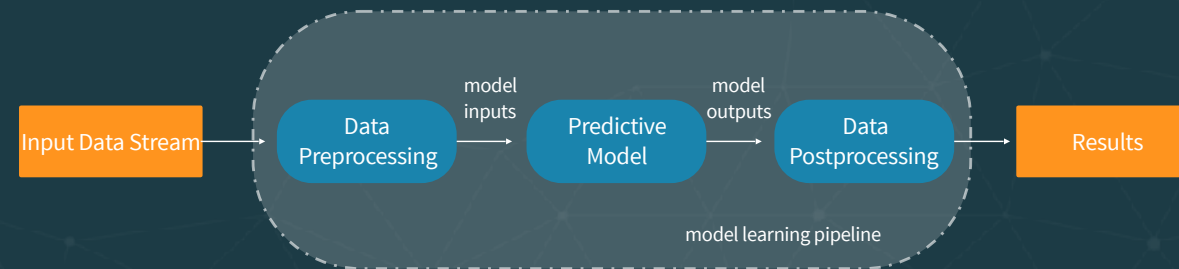 Input Data Stream
Data
Preprocessing
model
inputs
Predictive
Model
model
outputs
Data
Postprocessing
Results
model learning pipeline